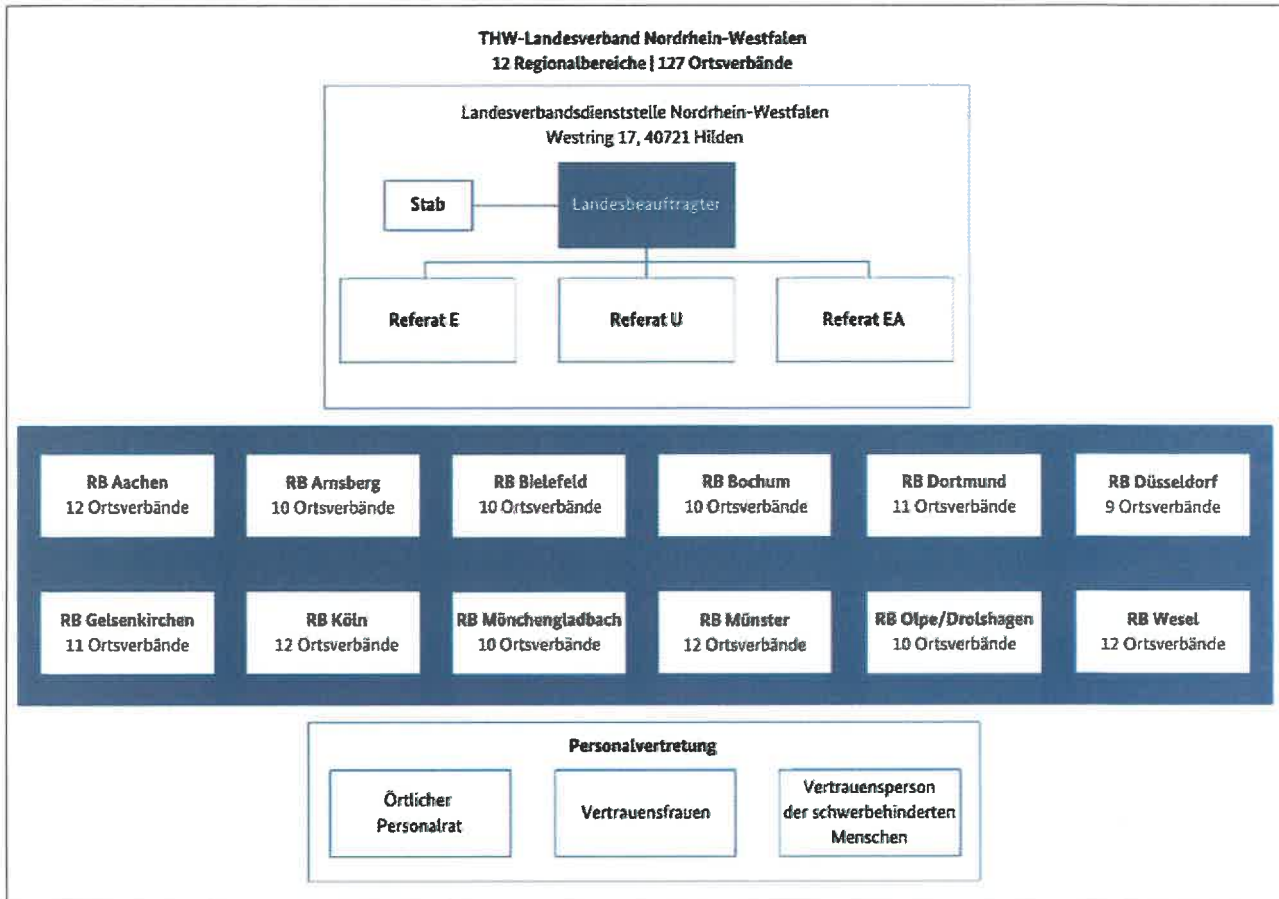 THW-Landesverband Nordrhein-Westfalen
12 Regionalbereiche | 127 Ortsverbände
Landesverbandsdienststelle Nordrhein-Westfalen
Westring 17, 40721 Hilden
Stab
Landesbeauftragter
Referat E
Referat U
Referat EA
RB Aachen
12 Ortsverbände
RB Arnsberg
10 Ortsverbände
RB Bielefeld
10 Ortsverbände
RB Bochum
10 Ortsverbände
RB Dortmund
11 Ortsverbände
RB Düsseldorf
9 Ortsverbände
RB Gelsenkirchen
11 Ortsverbände
RB Köln
12 Ortsverbände
RB Mönchengladbach
10 Ortsverbände
RB Münster
12 Ortsverbände
RB Olpe/Drolshagen
10 Ortsverbände
RB Wesel
12 Ortsverbände
Personalvertretung
Örtlicher
Personalrat
Vertrauensfrauen
Vertrauensperson
der schwerbehinderten
Menschen